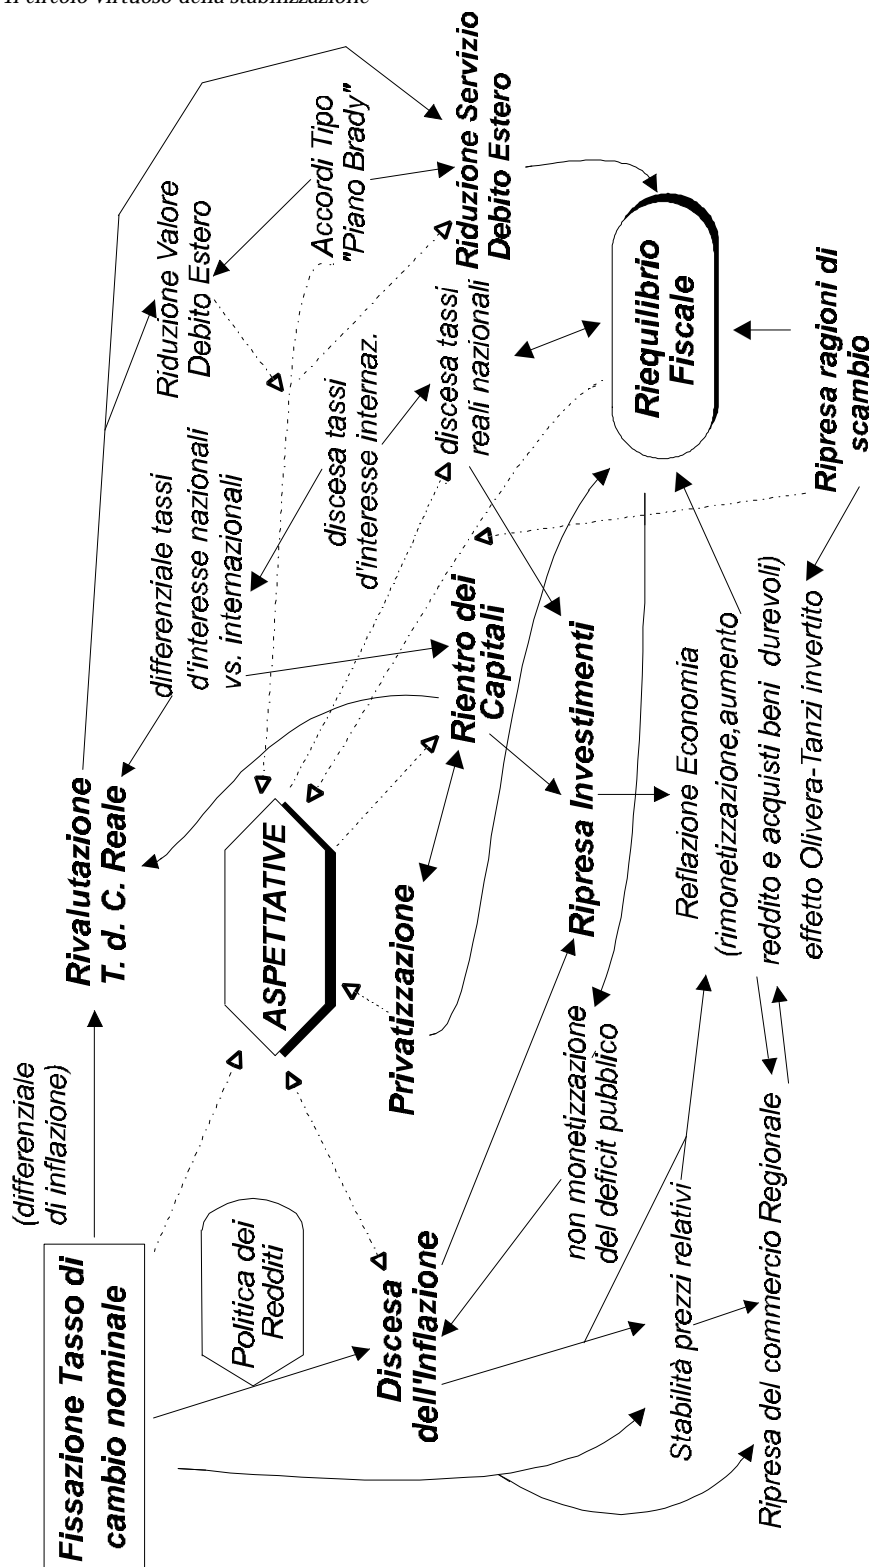 Il circolo virtuoso della stabilizzazione
Fissazione Tasso di
cambio nominale
(differenziale
di inflazione)
Rivalutazione
T. d. C. Reale
differenziale tassi
d'interesse nazionali
vs. internazionali
Riduzione Valore
Debito Estero
Accordi Tipo
"Piano Brady"
Riduzione Servizio
Debito Estero
discesa tassi
d'interesse internaz.
discesa tassi
reali nazionali
Politica dei
Redditi
ASPETTATIVE
Rientro dei
Capitali
Privatizzazione
Discesa
dell'Inflazione
Ripresa Investimenti
Riequilibrio
Fiscale
non monetizzazione
del deficit pubblico
Reflazione Economia
(rimonetizzazione,aumento
reddito e acquisti beni durevoli)
effetto Olivera-Tanzi invertito
Ripresa ragioni di
scambio
Stabilità prezzi relativi
Ripresa del commercio Regionale